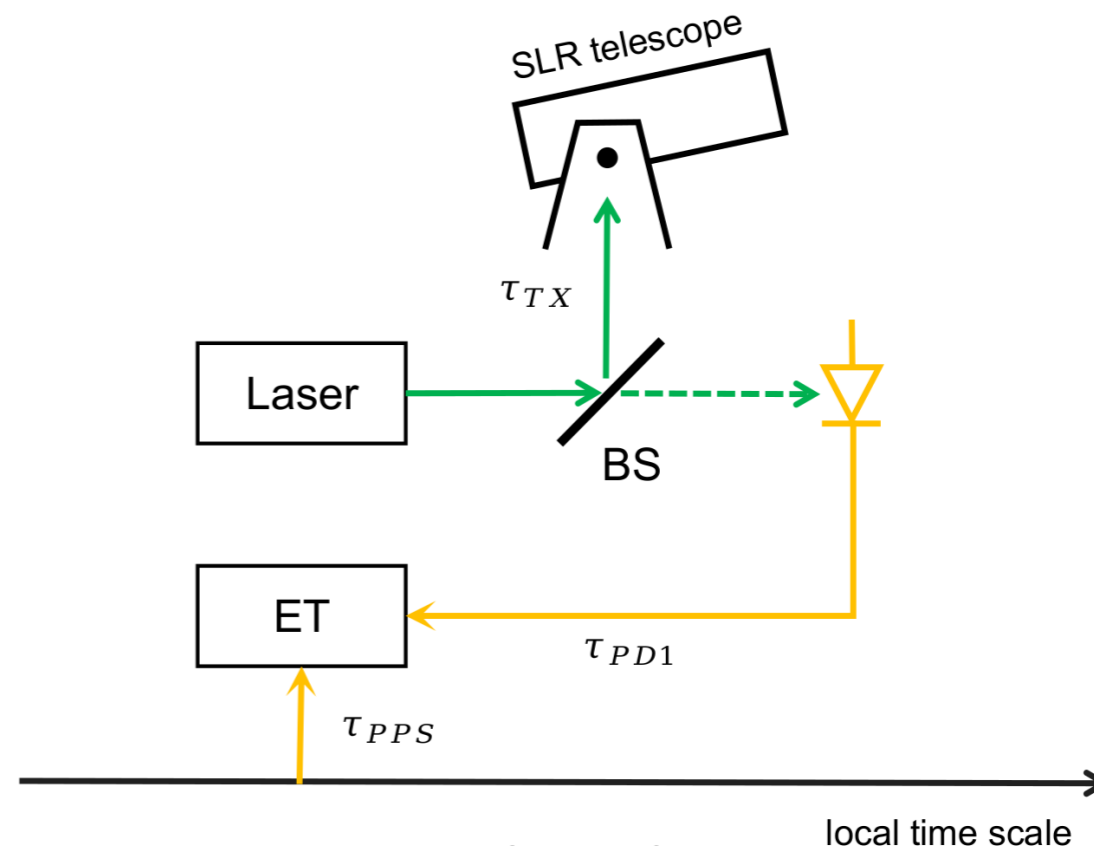 SLR telescope
τ_TX
Laser
BS
ET
τ_PD1
τ_PPS
local time scale